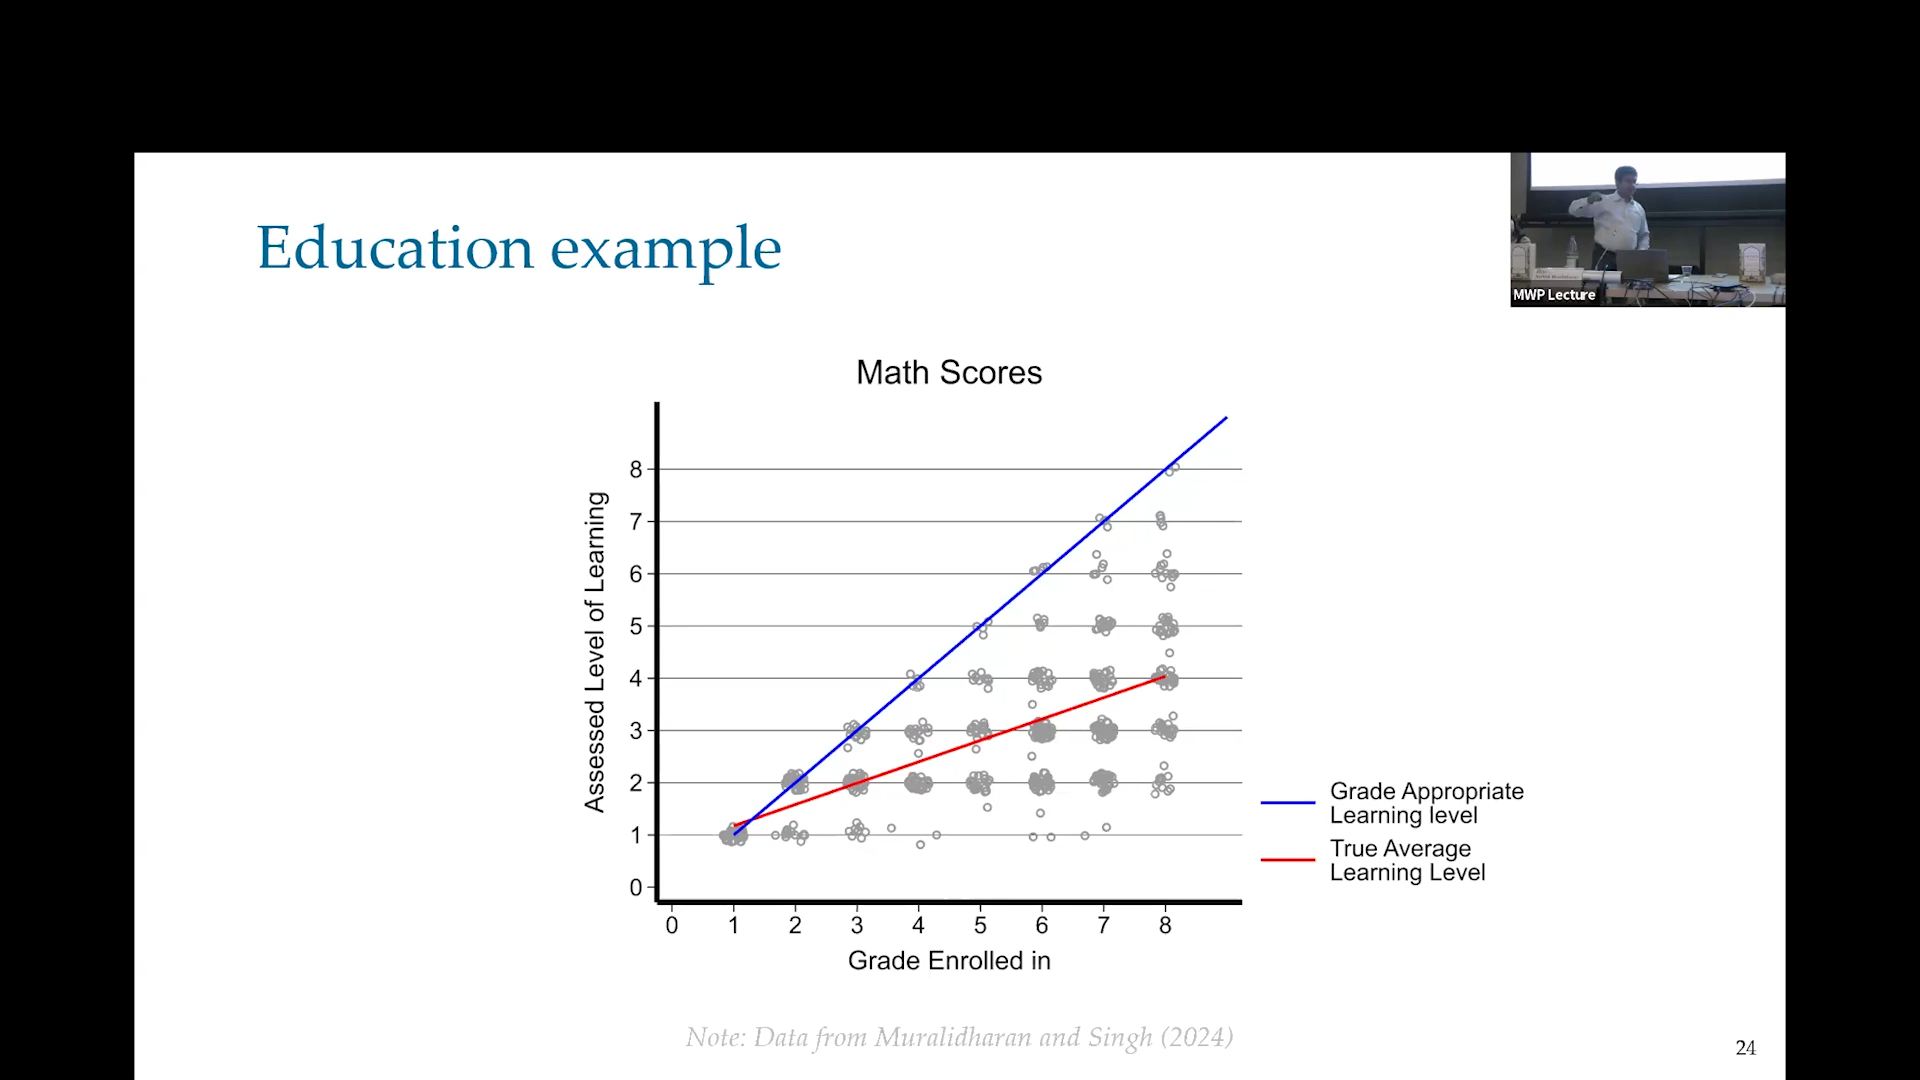 Education example
MWP Lecture
Math Scores
Assessed Level of Learning
8
7
6
5
4
3
2
1
0
0 1 2 3 4 5 6 7 8
Grade Enrolled in
Grade Appropriate
Learning level
True Average
Learning Level
Note: Data from Muralidharan and Singh (2024)
24